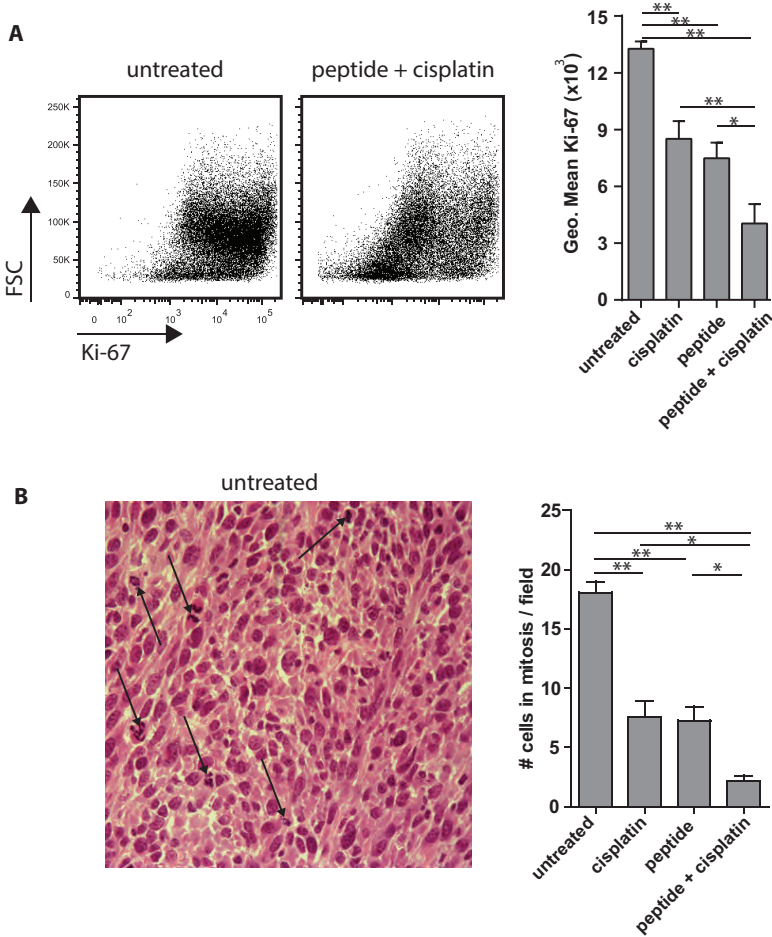 A
untreated
peptide + cisplatin
250K
200K
150K
100K
50K
0
FSC
0 10² 10³ 10⁴ 10⁵
Ki-67
Geo. Mean Ki-67 (x10³)
15
12
9
6
3
0
**
**
**
**
*
untreated
cisplatin
peptide
peptide + cisplatin
B
untreated
# cells in mitosis / field
25
20
15
10
5
0
**
*
**
**
*
untreated
cisplatin
peptide
peptide + cisplatin